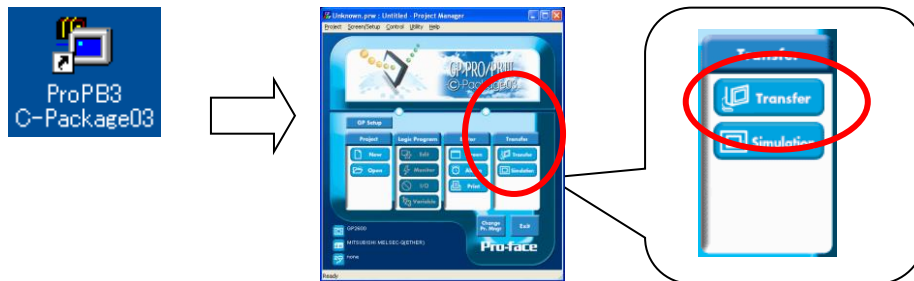 ProPB3
C-Package03
Unknown.prw : Untitled - Project Manager
Project Screen/Setup Control Utility Help
GP-PRO/PBIII
C-Package03
GP Setup
Project
New
Open
Logic Program
Edit
Monitor
I/O
Variable
Screen
Print
Transfer
Transfer
Simulation
Change
Pr. Mngr
Exit
GP2600
MITSUBISHI MELSEC-Q(ETHER)
none
Pro-face
Ready
Transfer
Transfer
Simulation